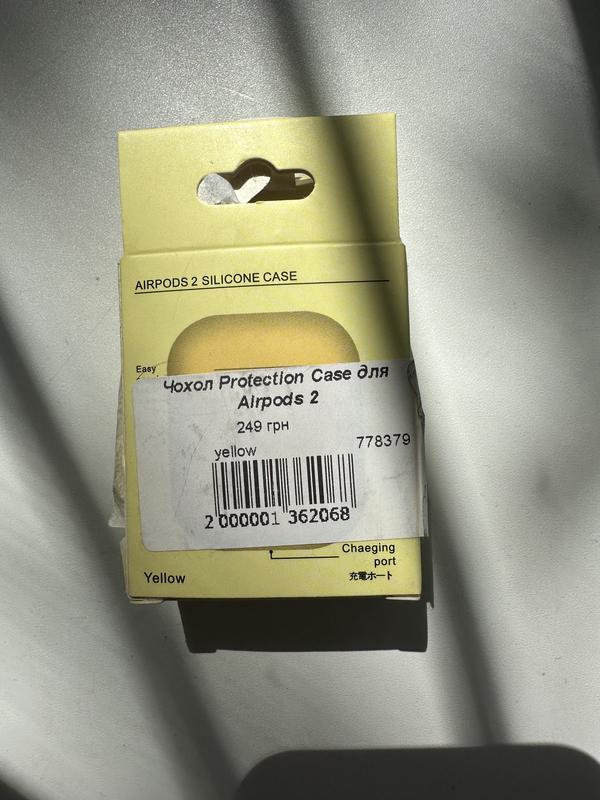 AIRPODS 2 SILICONE CASE
Easy
Чохол Protection Case для
Airpods 2
249 грн
yellow
778379
2 000001 362068
Chaeging
port
Yellow
充電ホート